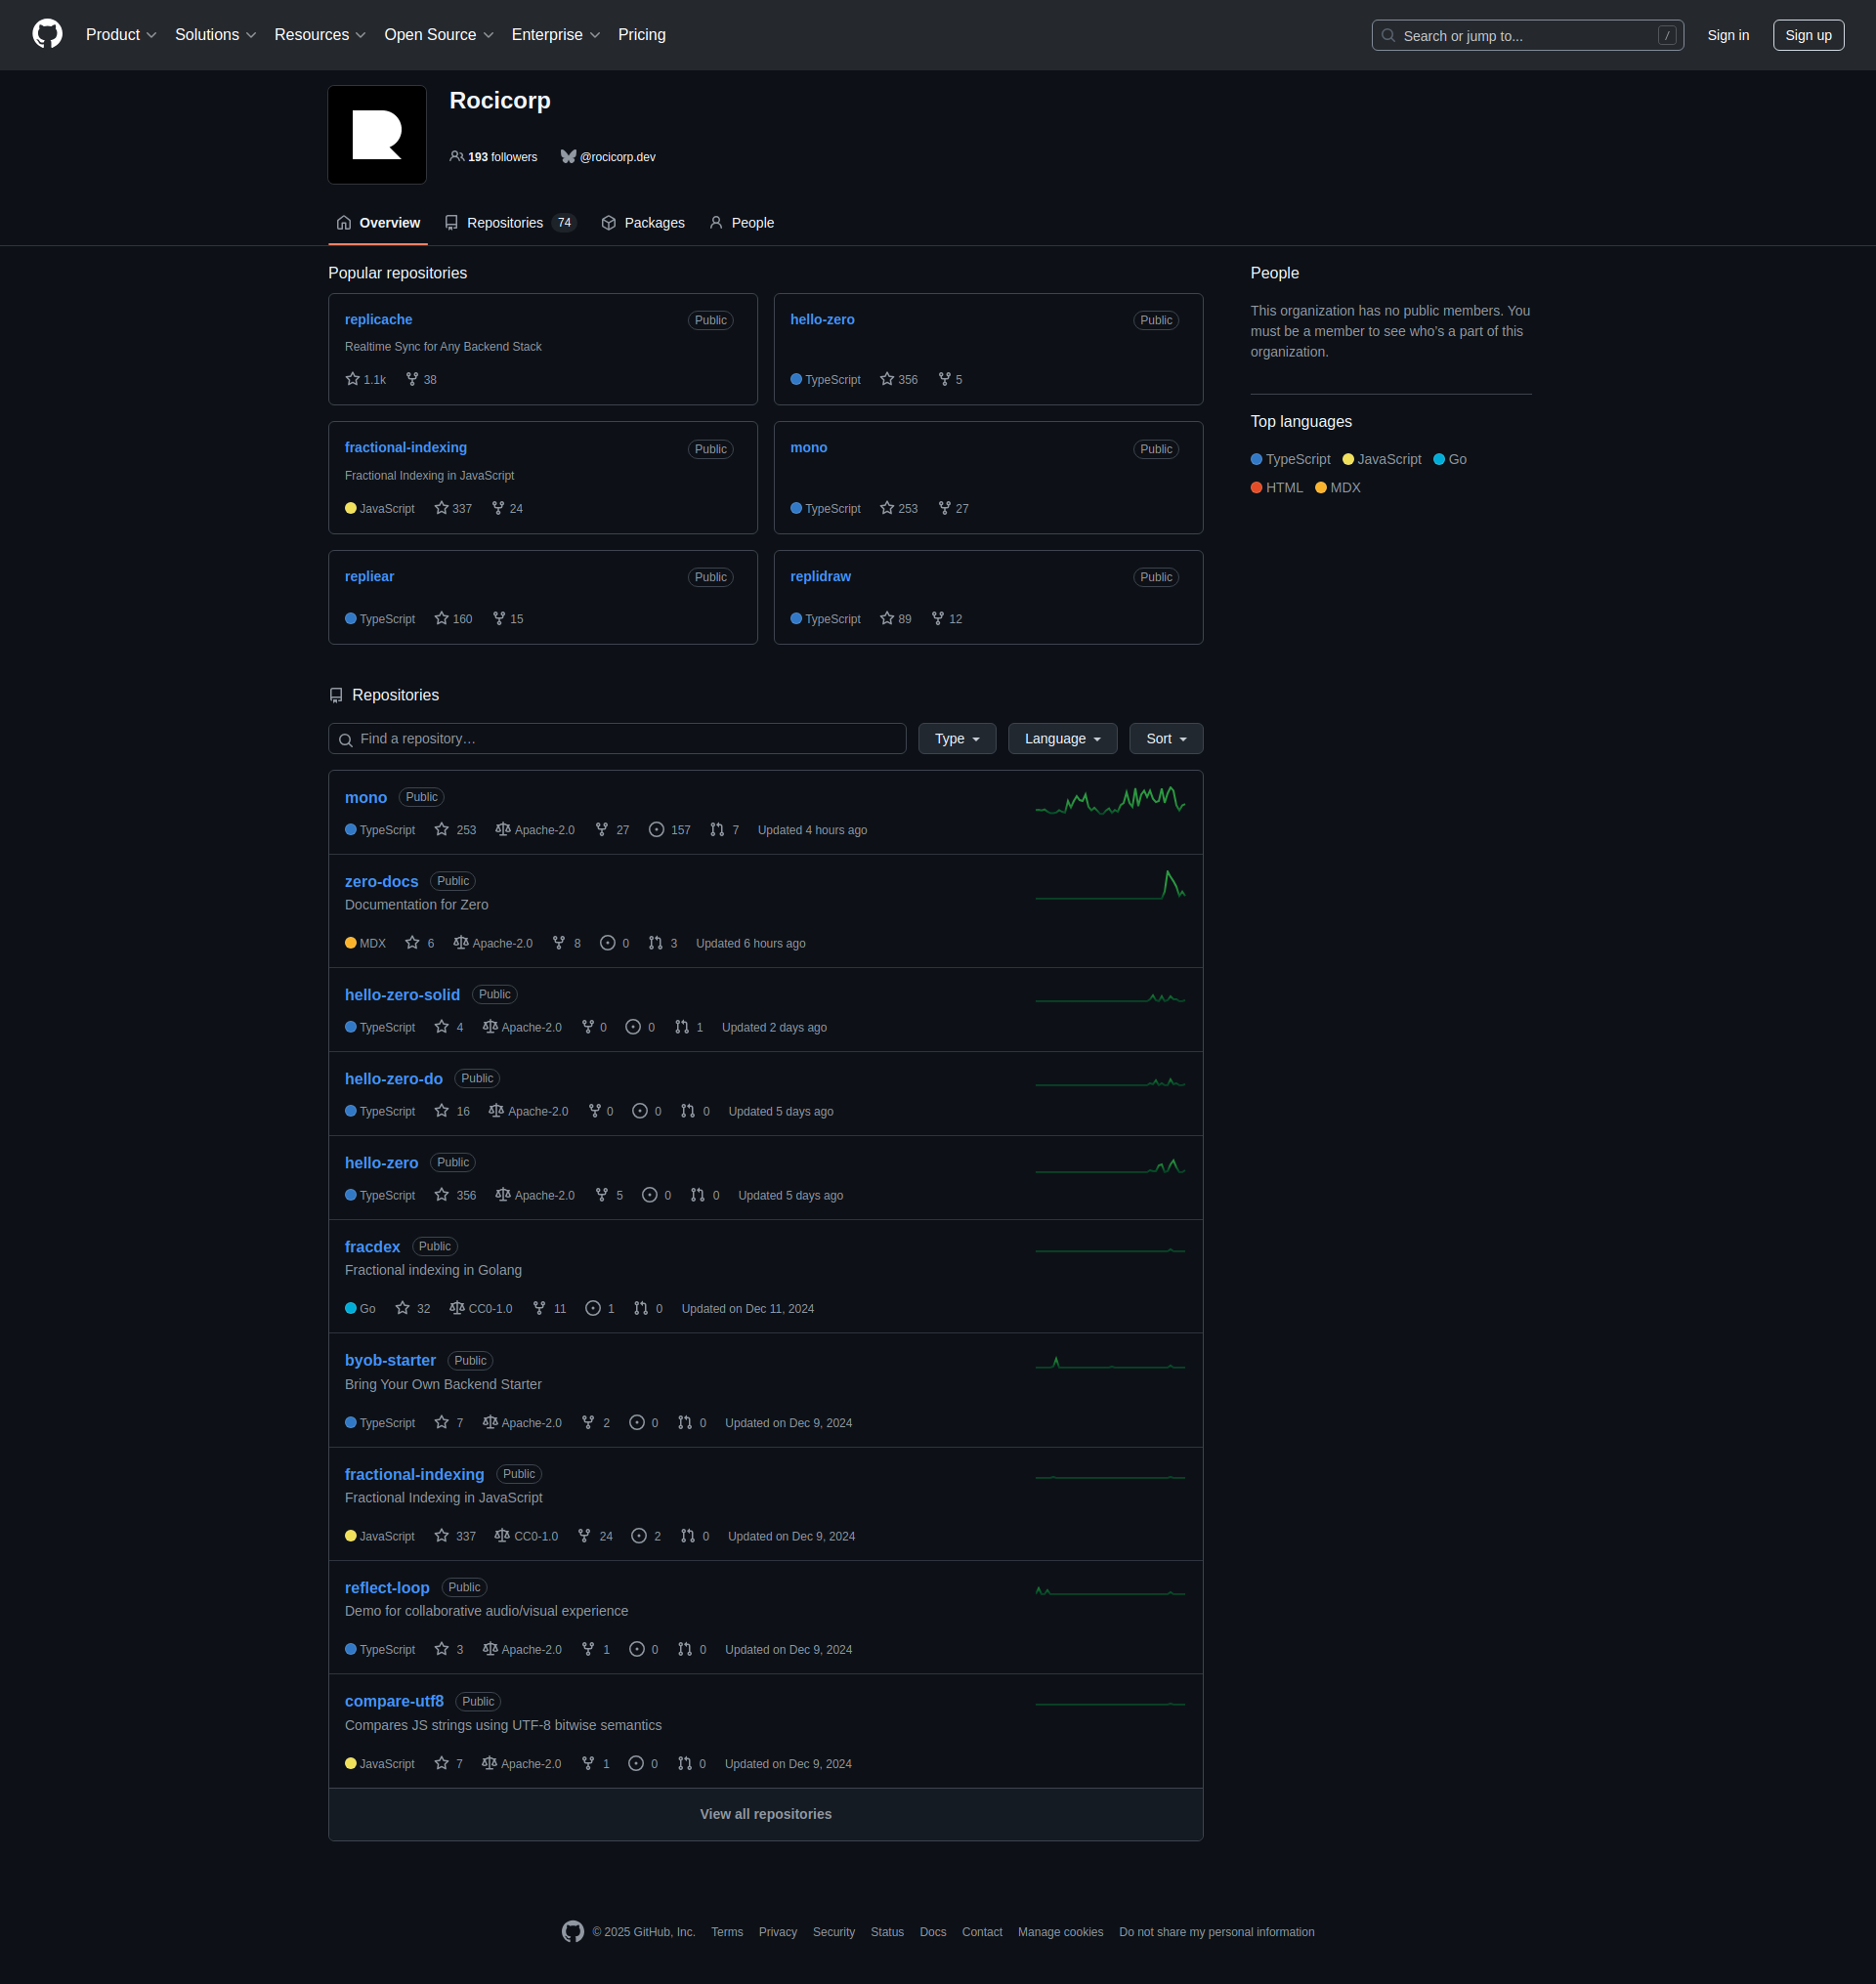 Product Solutions Resources Open Source Enterprise Pricing Search or jump to... / Sign in Sign up
Rocicorp
193 followers @rocicorp.dev
Overview Repositories 74 Packages People
Popular repositories
replicache Public
Realtime Sync for Any Backend Stack
1.1k 38
hello-zero Public
TypeScript 356 5
fractional-indexing Public
Fractional Indexing in JavaScript
JavaScript 337 24
mono Public
TypeScript 253 27
repliear Public
TypeScript 160 15
replidraw Public
TypeScript 89 12
People
This organization has no public members. You
must be a member to see who's a part of this
organization.
Top languages
TypeScript JavaScript Go
HTML MDX
Repositories
Find a repository… Type Language Sort
mono Public
TypeScript 253 Apache-2.0 27 157 7 Updated 4 hours ago
zero-docs Public
Documentation for Zero
MDX 6 Apache-2.0 8 0 3 Updated 6 hours ago
hello-zero-solid Public
TypeScript 4 Apache-2.0 0 0 1 Updated 2 days ago
hello-zero-do Public
TypeScript 16 Apache-2.0 0 0 0 Updated 5 days ago
hello-zero Public
TypeScript 356 Apache-2.0 5 0 0 Updated 5 days ago
fracdex Public
Fractional indexing in Golang
Go 32 CC0-1.0 11 1 0 Updated on Dec 11, 2024
byob-starter Public
Bring Your Own Backend Starter
TypeScript 7 Apache-2.0 2 0 0 Updated on Dec 9, 2024
fractional-indexing Public
Fractional Indexing in JavaScript
JavaScript 337 CC0-1.0 24 2 0 Updated on Dec 9, 2024
reflect-loop Public
Demo for collaborative audio/visual experience
TypeScript 3 Apache-2.0 1 0 0 Updated on Dec 9, 2024
compare-utf8 Public
Compares JS strings using UTF-8 bitwise semantics
JavaScript 7 Apache-2.0 1 0 0 Updated on Dec 9, 2024
View all repositories
© 2025 GitHub, Inc. Terms Privacy Security Status Docs Contact Manage cookies Do not share my personal information